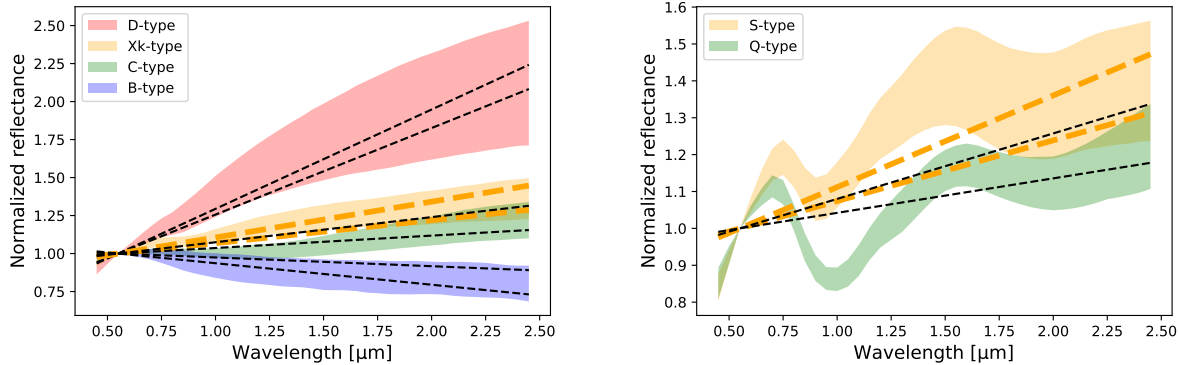 D-type
Xk-type
C-type
B-type
Normalized reflectance
2.50
2.25
2.00
1.75
1.50
1.25
1.00
0.75
0.50 0.75 1.00 1.25 1.50 1.75 2.00 2.25 2.50
Wavelength [µm]
S-type
Q-type
Normalized reflectance
1.6
1.5
1.4
1.3
1.2
1.1
1.0
0.9
0.8
0.50 0.75 1.00 1.25 1.50 1.75 2.00 2.25 2.50
Wavelength [µm]